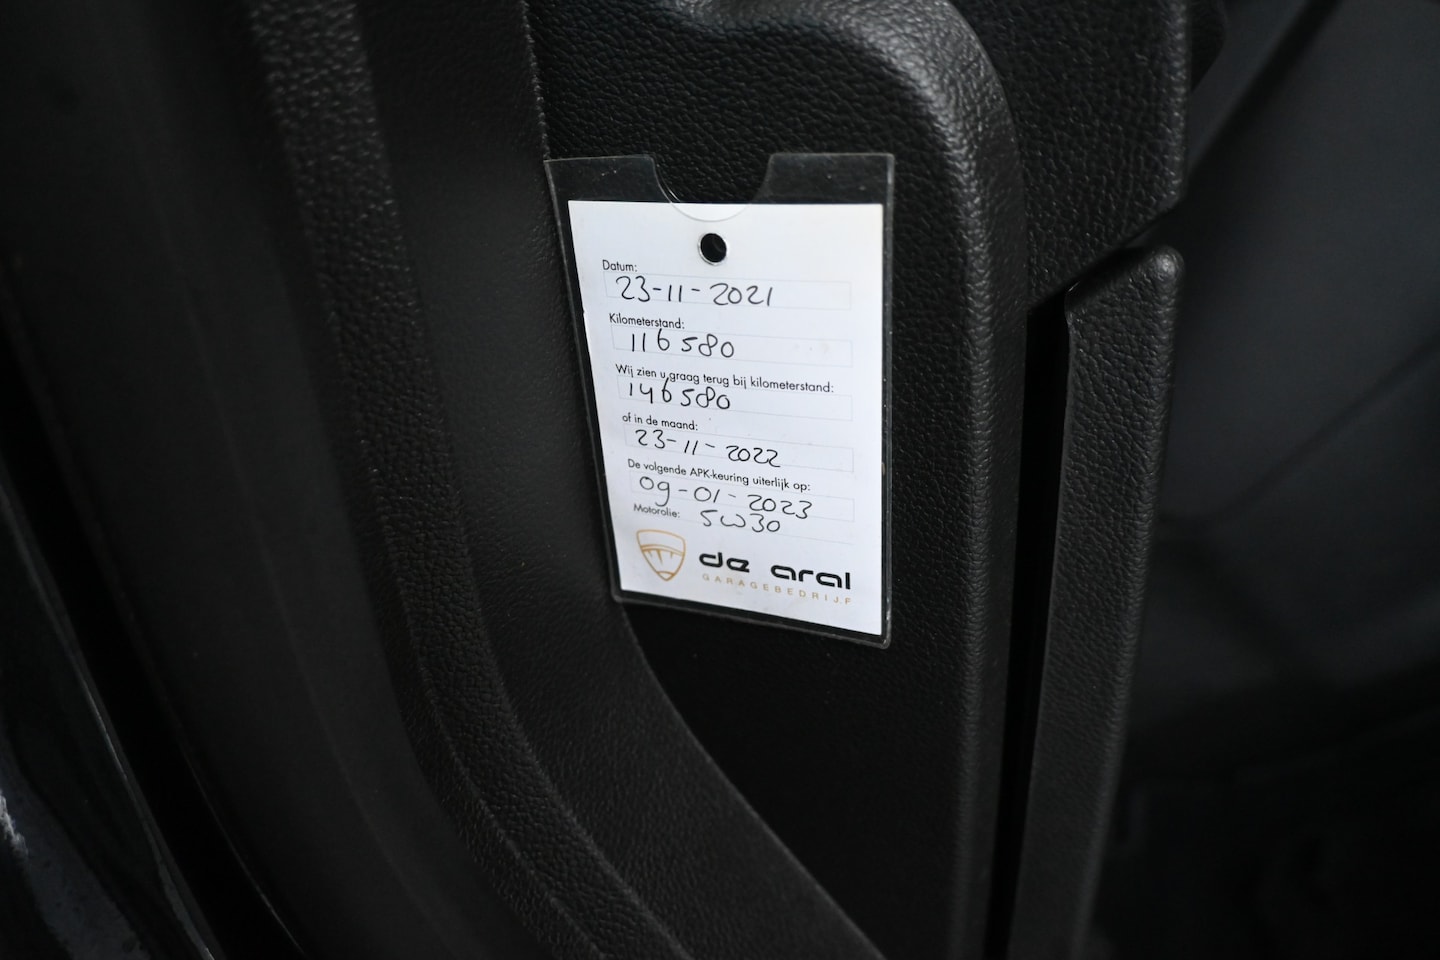 Datum:
23-11-2021
Kilometerstand:
116580
Wij zien u graag terug bij kilometerstand:
146580
of in de maand:
23-11-2022
De volgende APK-keuring uiterlijk op:
09-01-2023
Motorolie: 5W30
de aral
GARAGEBEDRIJF